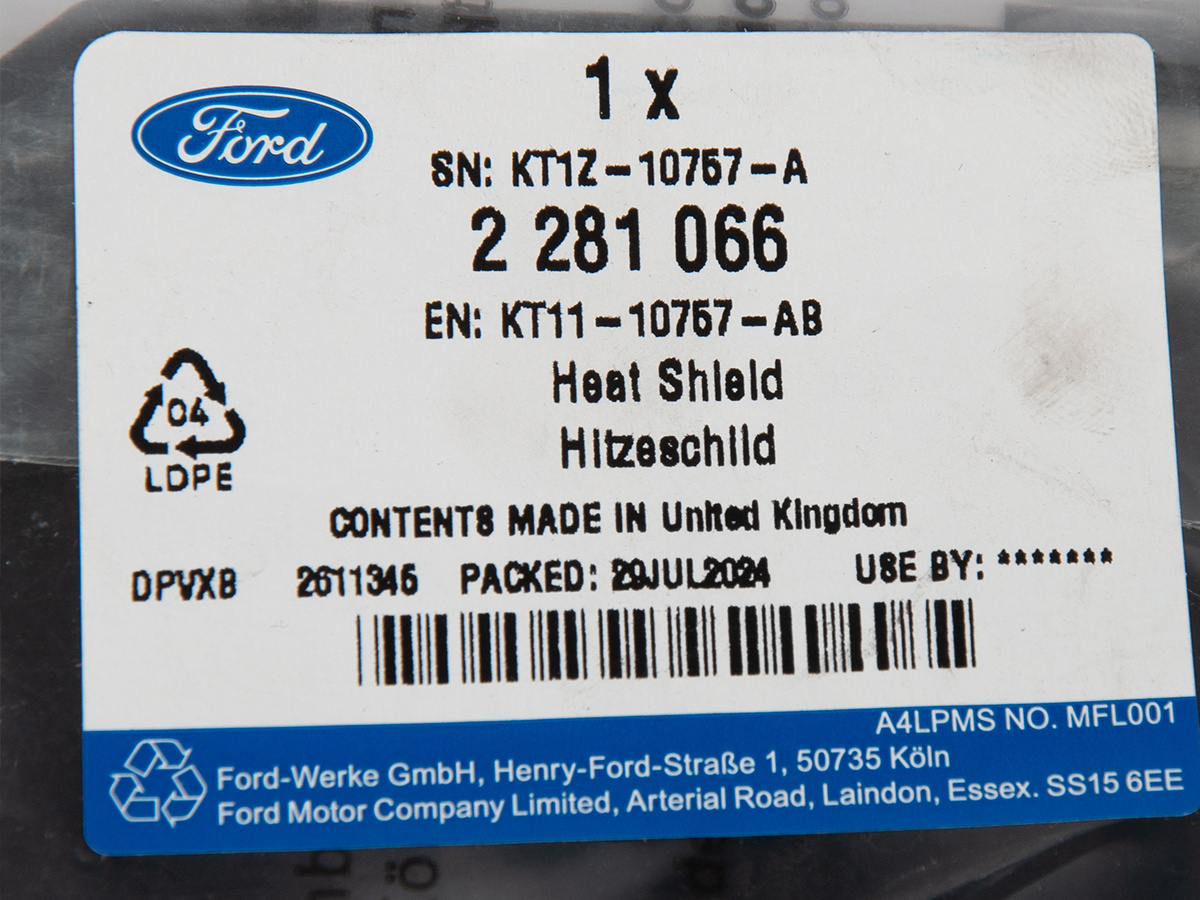 1 x
Ford
SN: KT1Z-10757-A
2 281 066
EN: KT11-10757-AB
Heat Shield
Hitzeschild
04
LDPE
CONTENTS MADE IN United Kingdom
DPVXB 2611345 PACKED: 29JUL2024 USE BY: *******
A4LPMS NO. MFL001
Ford-Werke GmbH, Henry-Ford-Straße 1, 50735 Köln
Ford Motor Company Limited, Arterial Road, Laindon, Essex. SS15 6EE